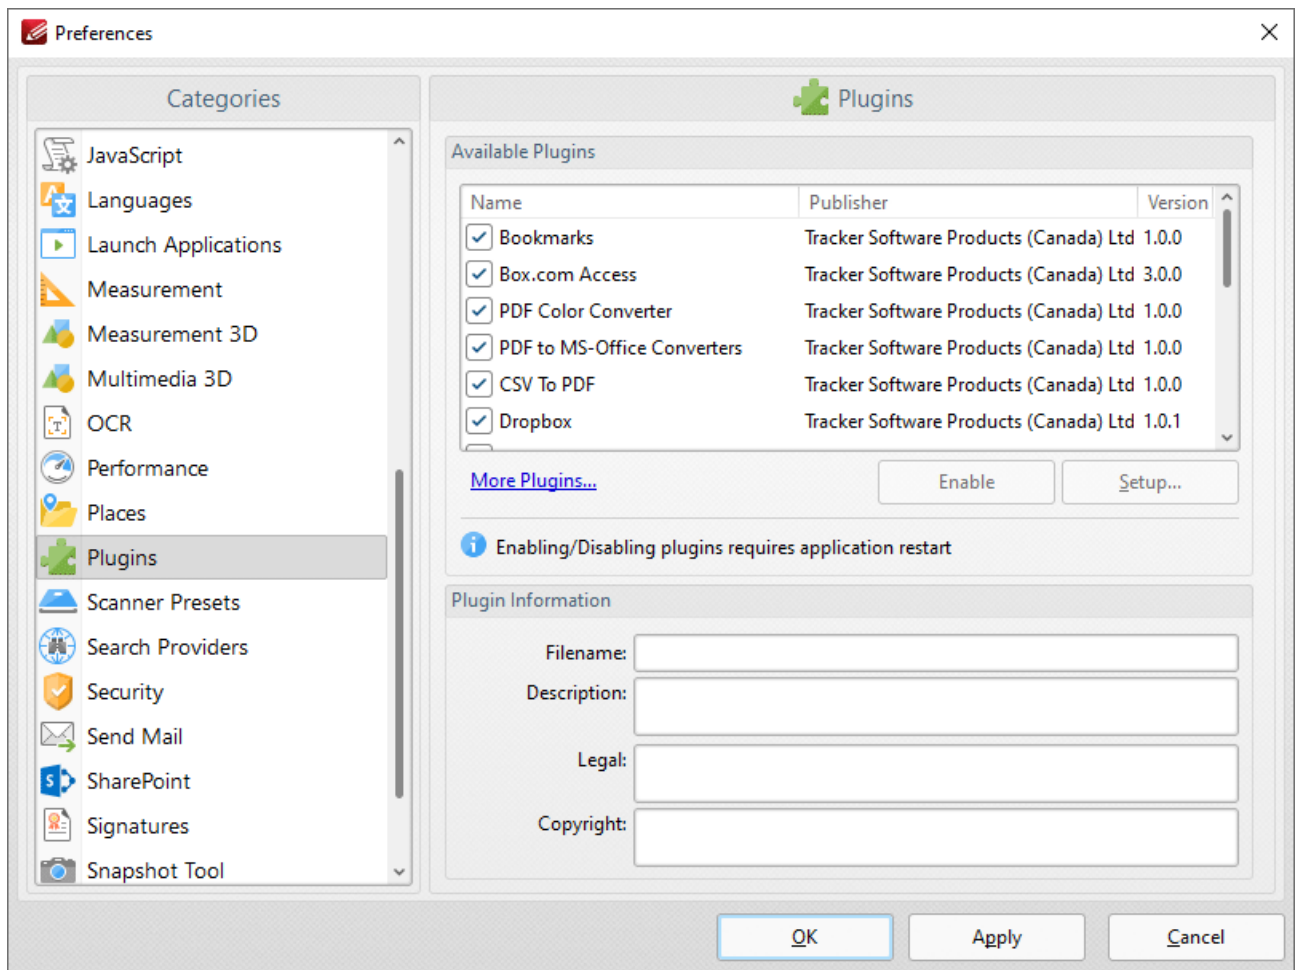 Preferences
Categories
JavaScript
Languages
Launch Applications
Measurement
Measurement 3D
Multimedia 3D
OCR
Performance
Places
Plugins
Scanner Presets
Search Providers
Security
Send Mail
SharePoint
Signatures
Snapshot Tool
Plugins
Available Plugins
Name Publisher Version
Bookmarks Tracker Software Products (Canada) Ltd 1.0.0
Box.com Access Tracker Software Products (Canada) Ltd 3.0.0
PDF Color Converter Tracker Software Products (Canada) Ltd 1.0.0
PDF to MS-Office Converters Tracker Software Products (Canada) Ltd 1.0.0
CSV To PDF Tracker Software Products (Canada) Ltd 1.0.0
Dropbox Tracker Software Products (Canada) Ltd 1.0.1
More Plugins... Enable Setup...
Enabling/Disabling plugins requires application restart
Plugin Information
Filename:
Description:
Legal:
Copyright:
OK Apply Cancel